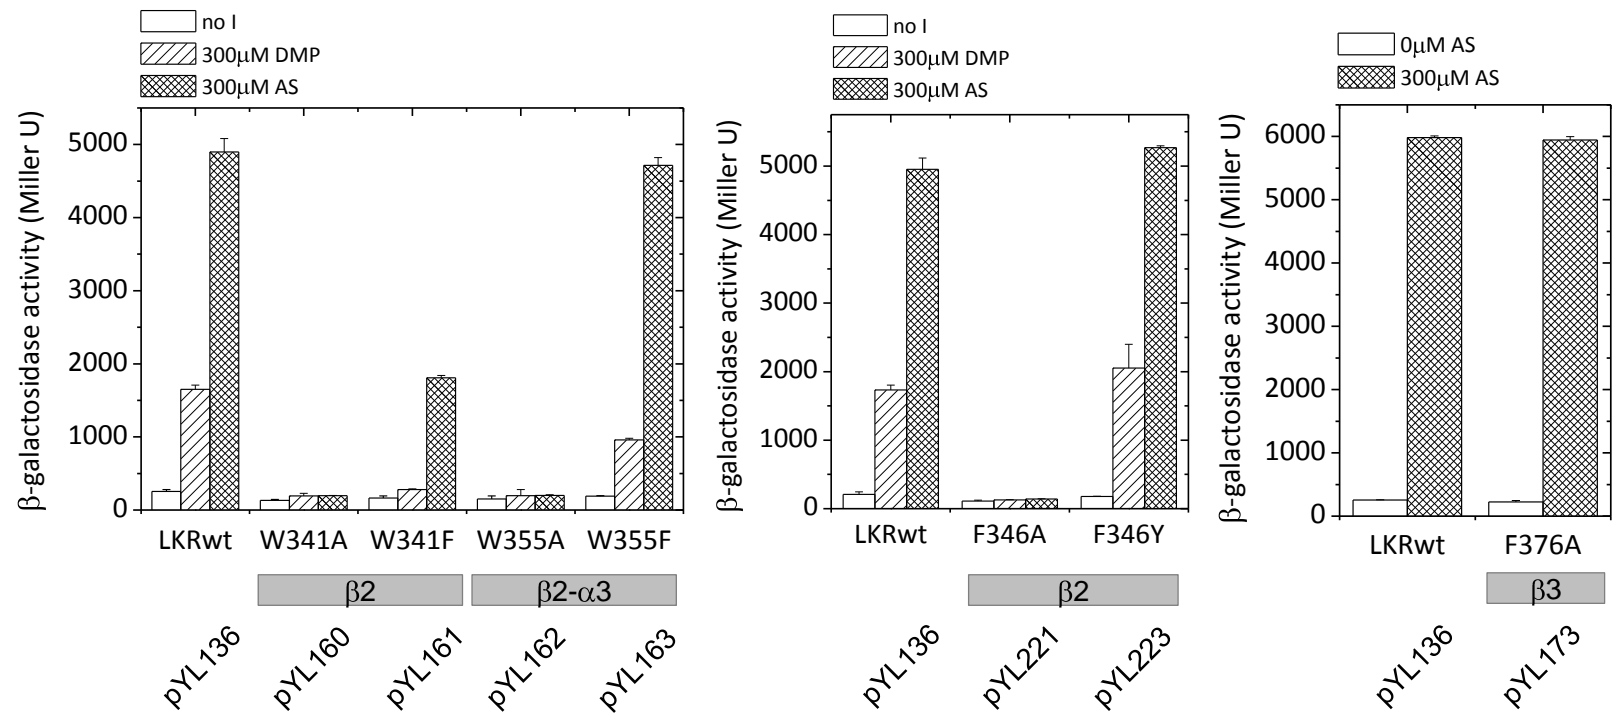 no I
300μM DMP
300μM AS
β-galactosidase activity (Miller U)
5000
4000
3000
2000
1000
0
LKRwt W341A W341F W355A W355F
β2 β2-α3
pYL136 pYL160 pYL161 pYL162 pYL163
no I
300μM DMP
300μM AS
β-galactosidase activity (Miller U)
5000
4000
3000
2000
1000
0
LKRwt F346A F346Y
β2
pYL136 pYL221 pYL223
0μM AS
300μM AS
β-galactosidase activity (Miller U)
6000
5000
4000
3000
2000
1000
0
LKRwt F376A
β3
pYL136 pYL173